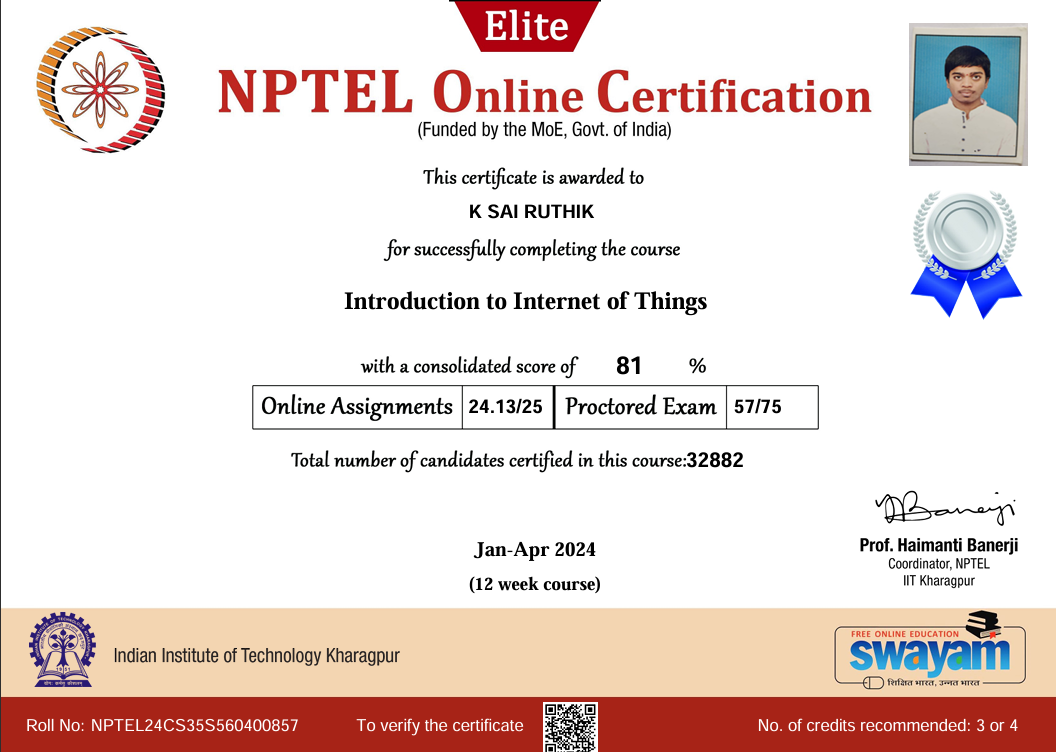 Elite
NPTEL Online Certification
(Funded by the MoE, Govt. of India)
This certificate is awarded to
K SAI RUTHIK
for successfully completing the course
Introduction to Internet of Things
with a consolidated score of 81 %
Online Assignments 24.13/25 Proctored Exam 57/75
Total number of candidates certified in this course:32882
Banerji
Prof. Haimanti Banerji
Coordinator, NPTEL
IIT Kharagpur
Jan-Apr 2024
(12 week course)
Indian Institute of Technology Kharagpur
FREE ONLINE EDUCATION
swayam
शिक्षित भारत, उन्नत भारत
Roll No: NPTEL24CS35S560400857 To verify the certificate No. of credits recommended: 3 or 4